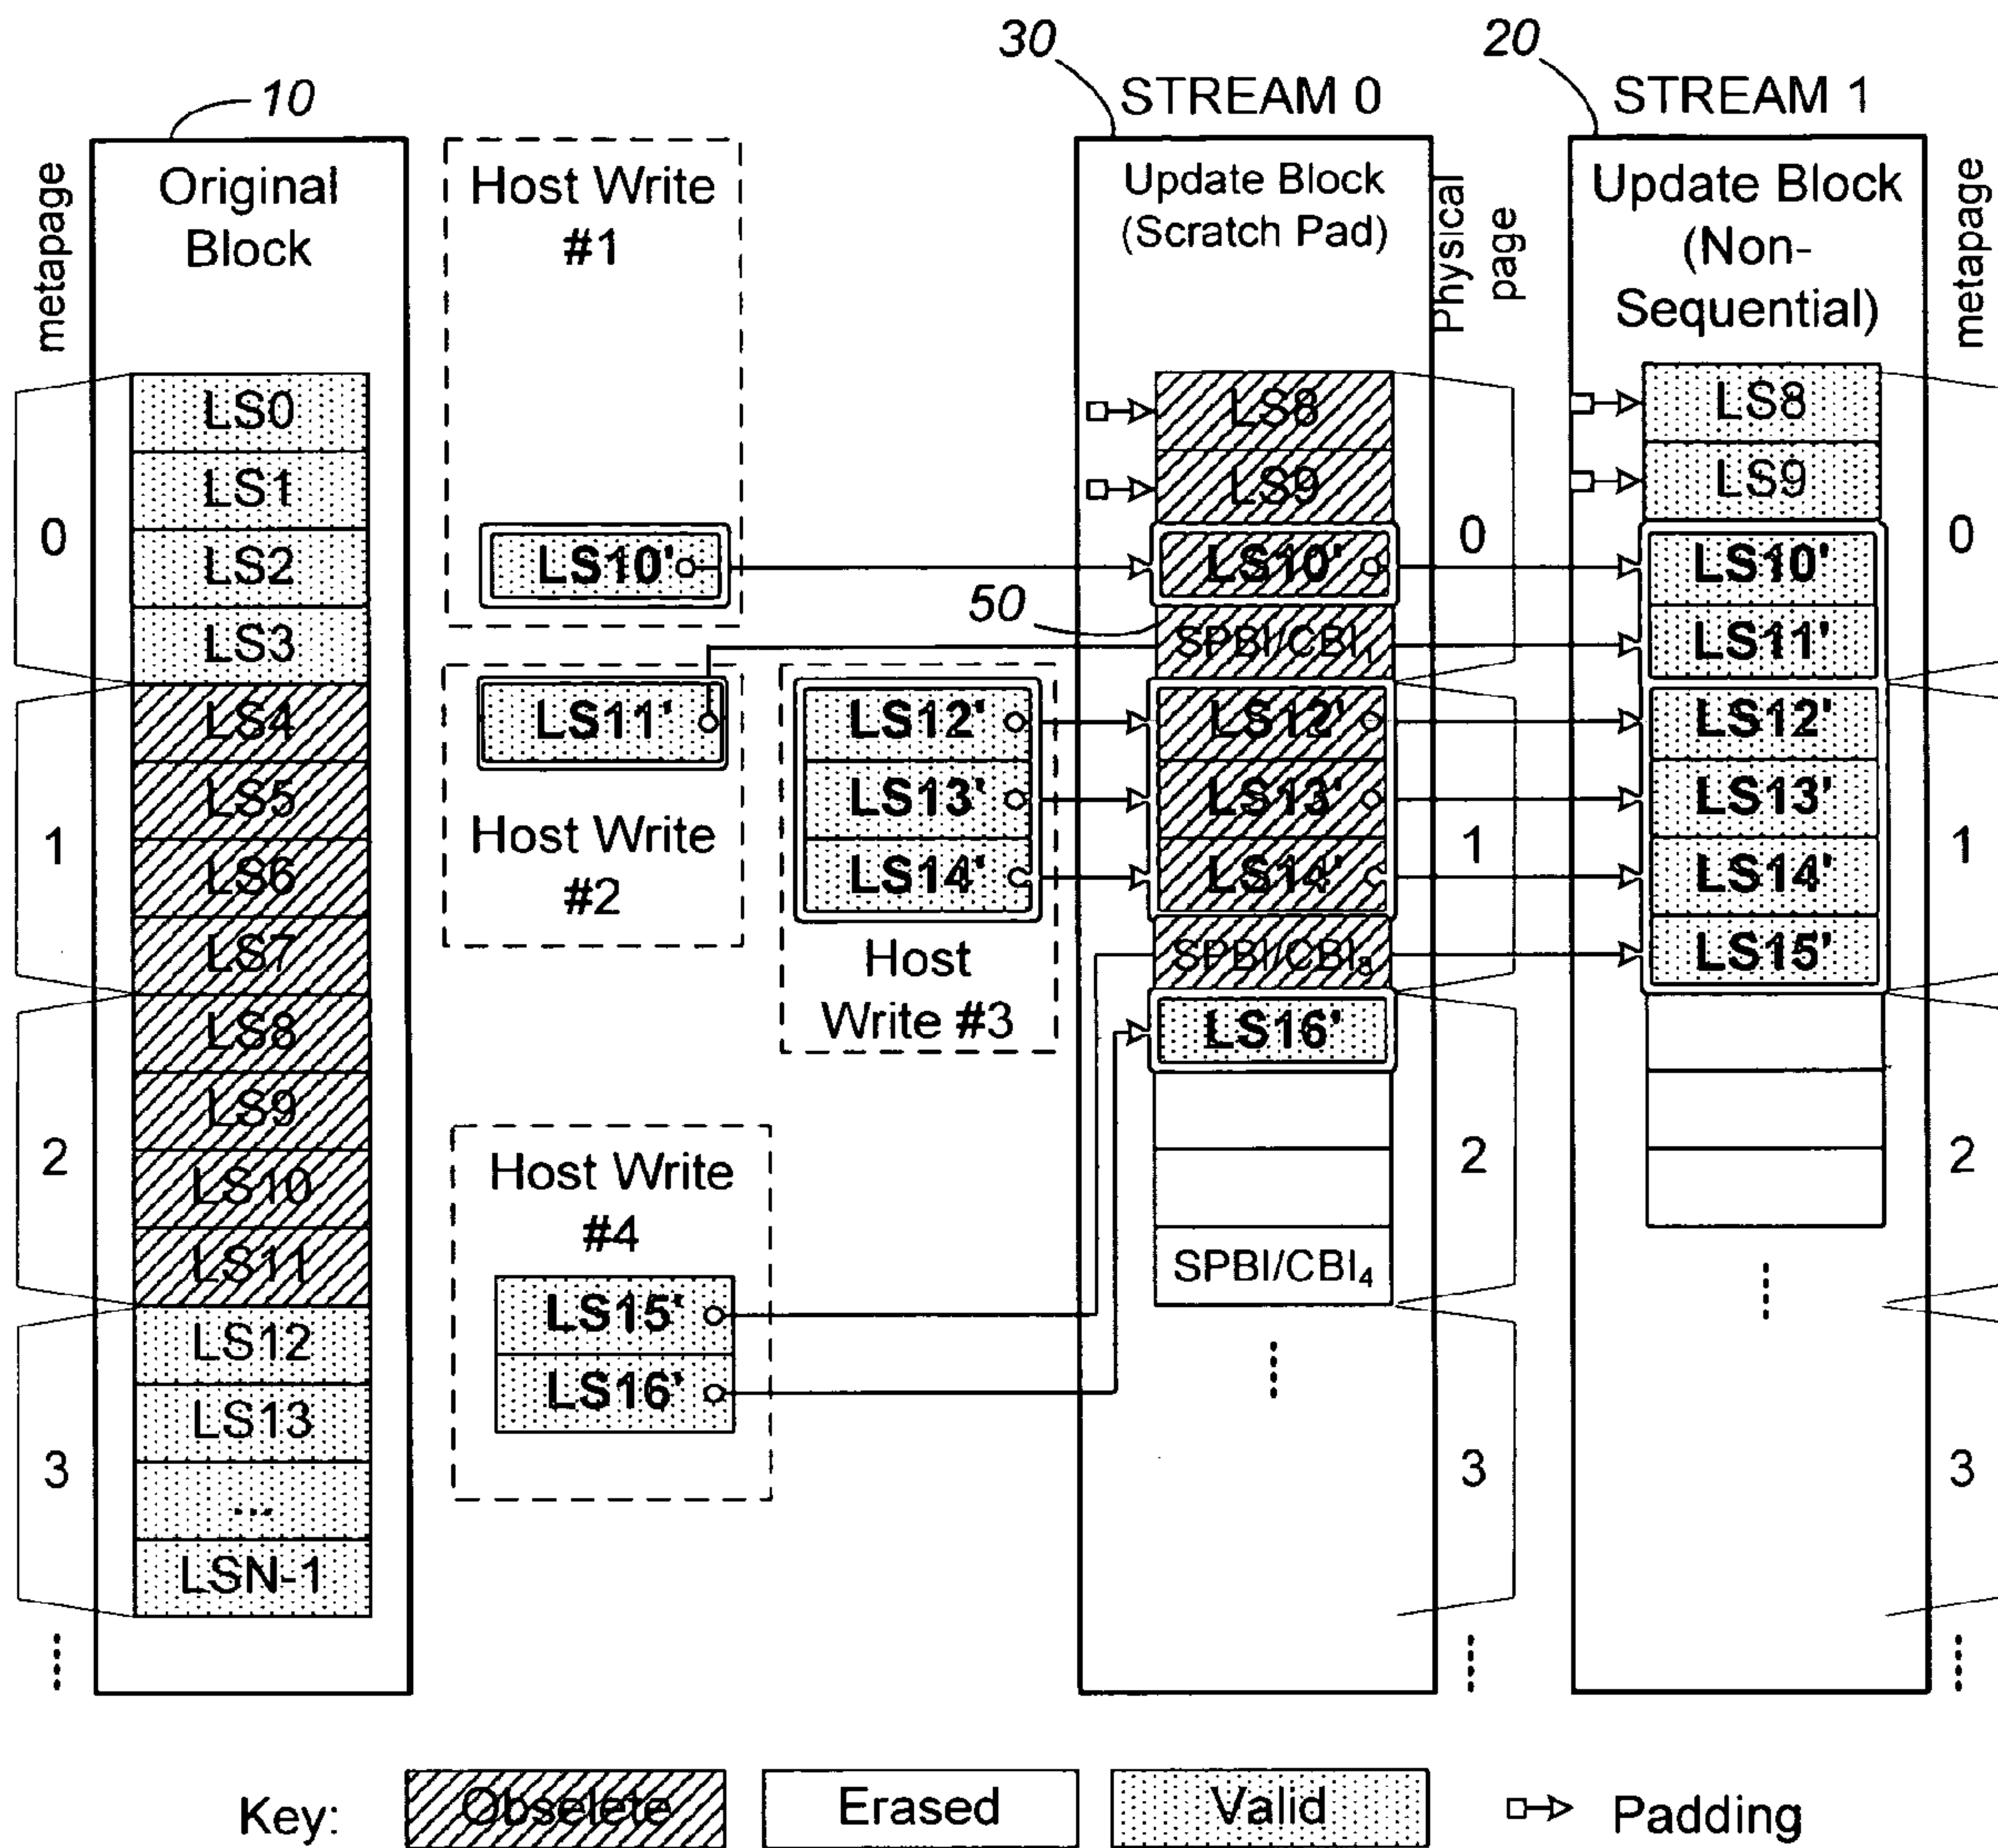 30
20
10
STREAM 0
STREAM 1
metapage
Original
Block
LS0
LS1
LS2
LS3
LS4
LS5
LS6
LS7
LS8
LS9
LS10
LS11
LS12
LS13
...
LSN-1
0
1
2
3
Host Write
#1
LS10'
LS11'
Host Write
#2
LS12'
LS13'
LS14'
Host
Write #3
Host Write
#4
LS15'
LS16'
50
Update Block
(Scratch Pad)
LS8
LS9
LS10'
SPBI/CBI₁
LS12'
LS13'
LS14'
LS16'
SPBI/CBI₄
Physical
page
0
1
2
3
Update Block
(Non-
Sequential)
LS8
LS9
LS10'
LS11'
LS12'
LS13'
LS14'
LS15'
metapage
0
1
2
3
Key:
Obselete
Erased
Valid
Padding